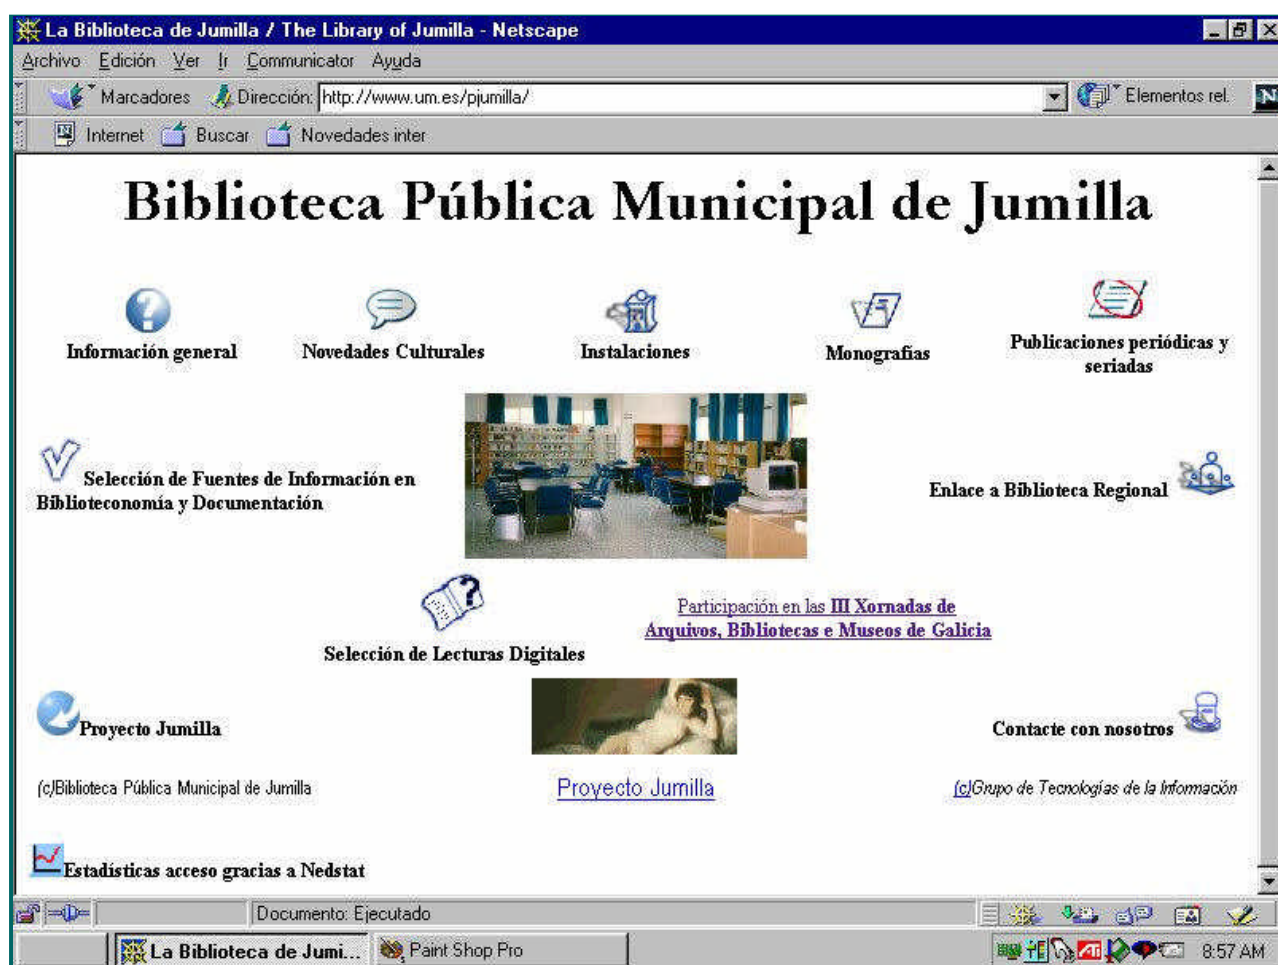 La Biblioteca de Jumilla / The Library of Jumilla - Netscape
Archivo Edición Ver Ir Communicator Ayuda
Marcadores Dirección: http://www.um.es/pjumilla/ Elementos rel.
Internet Buscar Novedades inter
Biblioteca Pública Municipal de Jumilla
Información general
Novedades Culturales
Instalaciones
Monografías
Publicaciones periódicas y
seriadas
Selección de Fuentes de Información en
Biblioteconomía y Documentación
Enlace a Biblioteca Regional
Selección de Lecturas Digitales
Participación en las III Xornadas de
Arquivos, Bibliotecas e Museos de Galicia
Proyecto Jumilla
Contacte con nosotros
(c)Biblioteca Pública Municipal de Jumilla
Proyecto Jumilla
(c)Grupo de Tecnologías de la Información
Estadísticas acceso gracias a Nedstat
Documento: Ejecutado
La Biblioteca de Jumi... Paint Shop Pro 8:57 AM